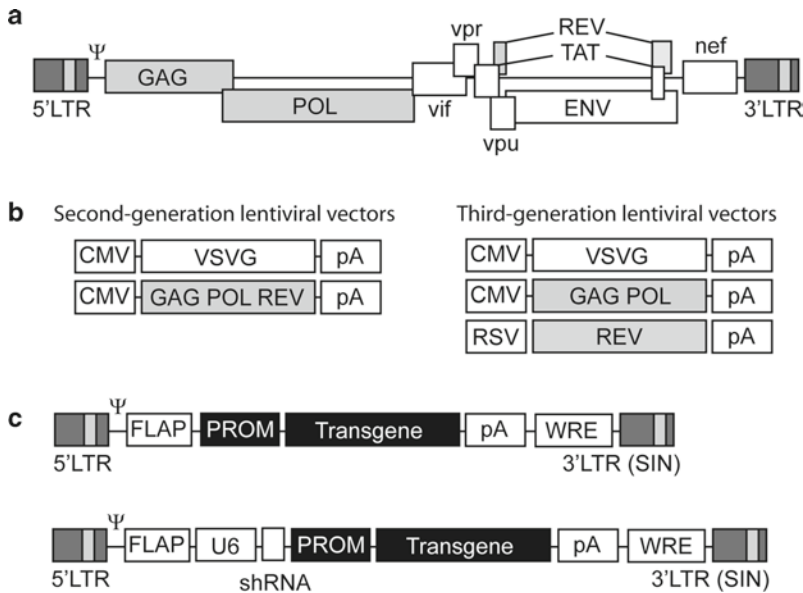 a
Ψ
GAG
POL
vif
vpr
vpu
REV
TAT
ENV
nef
5'LTR
3'LTR
b
Second-generation lentiviral vectors
CMV VSVG pA
CMV GAG POL REV pA
Third-generation lentiviral vectors
CMV VSVG pA
CMV GAG POL pA
RSV REV pA
c
Ψ
FLAP PROM Transgene pA WRE
5'LTR 3'LTR (SIN)
Ψ
FLAP U6 PROM Transgene pA WRE
5'LTR shRNA 3'LTR (SIN)